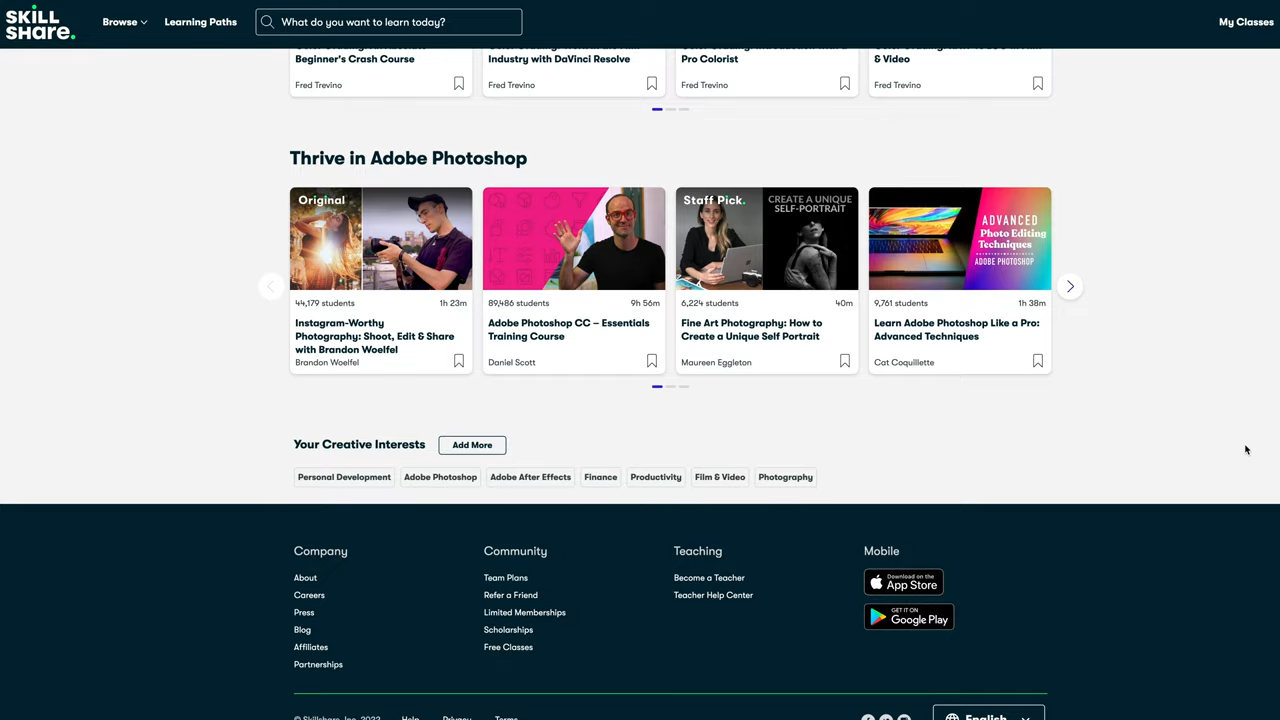 SKILL SHARE.
Browse
Learning Paths
What do you want to learn today?
My Classes
Beginner's Crash Course
Industry with DaVinci Resolve
Pro Colorist
& Video
Fred Trevino
Fred Trevino
Fred Trevino
Fred Trevino
Thrive in Adobe Photoshop
Original
Staff Pick.
CREATE A UNIQUE
SELF-PORTRAIT
ADVANCED
Photo Editing
Techniques
ADOBE PHOTOSHOP
44,179 students
1h 23m
Instagram-Worthy
Photography: Shoot, Edit & Share
with Brandon Woelfel
Brandon Woelfel
89,486 students
9h 56m
Adobe Photoshop CC – Essentials
Training Course
Daniel Scott
6,224 students
40m
Fine Art Photography: How to
Create a Unique Self Portrait
Maureen Eggleton
9,761 students
1h 38m
Learn Adobe Photoshop Like a Pro:
Advanced Techniques
Cat Coquillette
Your Creative Interests
Add More
Personal Development
Adobe Photoshop
Adobe After Effects
Finance
Productivity
Film & Video
Photography
Company
About
Careers
Press
Blog
Affiliates
Partnerships
Community
Team Plans
Refer a Friend
Limited Memberships
Scholarships
Free Classes
Teaching
Become a Teacher
Teacher Help Center
Mobile
Download on the
App Store
GET IT ON
Google Play
© Skillshare, Inc. 2022
Help
Privacy
Terms
English